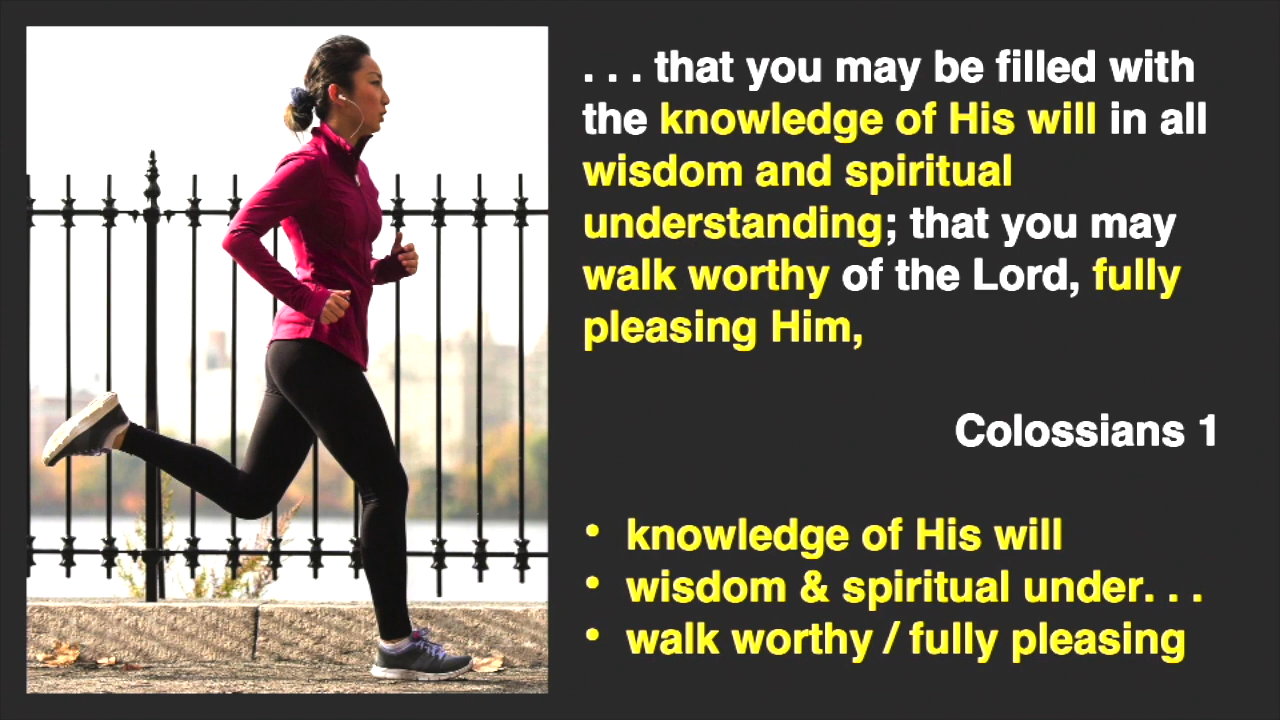 . . . that you may be filled with
the knowledge of His will in all
wisdom and spiritual
understanding; that you may
walk worthy of the Lord, fully
pleasing Him,
Colossians 1
• knowledge of His will
• wisdom & spiritual under. . .
• walk worthy / fully pleasing